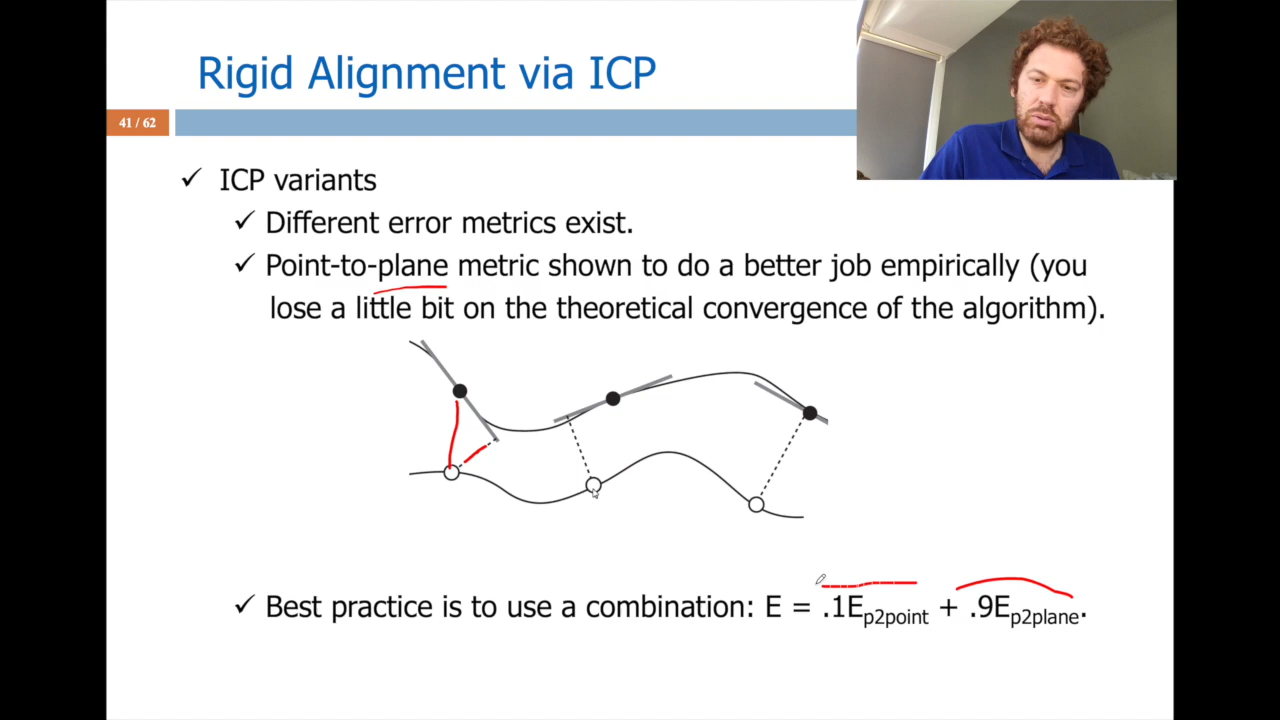 Rigid Alignment via ICP
41 / 62
✓ ICP variants
✓ Different error metrics exist.
✓ Point-to-plane metric shown to do a better job empirically (you
lose a little bit on the theoretical convergence of the algorithm).
✓ Best practice is to use a combination: E = .1Ep2point + .9Ep2plane.